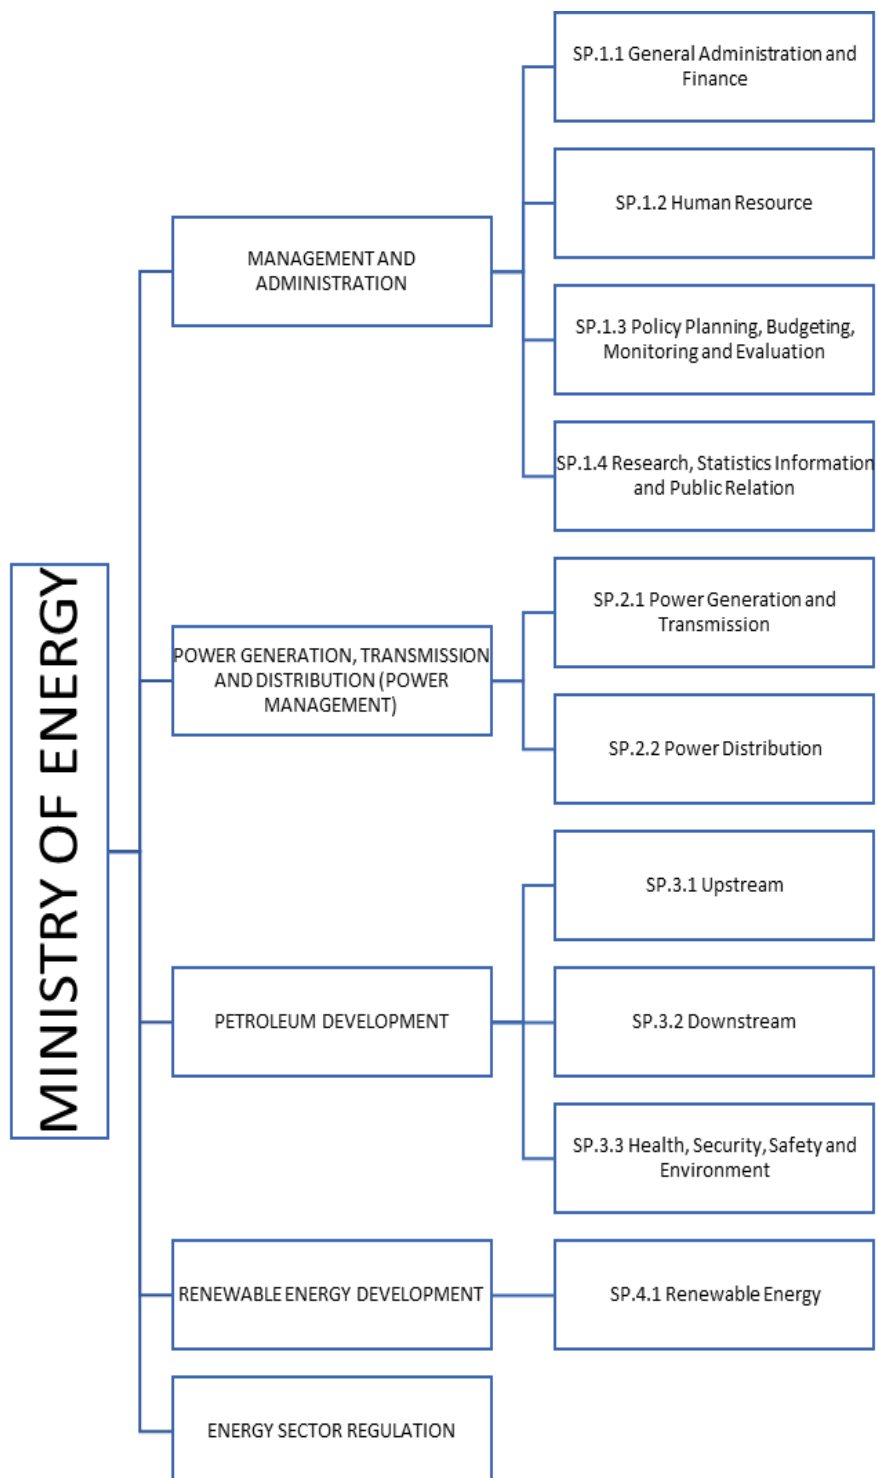 MINISTRY OF ENERGY
MANAGEMENT AND
ADMINISTRATION
SP.1.1 General Administration and
Finance
SP.1.2 Human Resource
SP.1.3 Policy Planning, Budgeting,
Monitoring and Evaluation
SP.1.4 Research, Statistics Information
and Public Relation
POWER GENERATION, TRANSMISSION
AND DISTRIBUTION (POWER
MANAGEMENT)
SP.2.1 Power Generation and
Transmission
SP.2.2 Power Distribution
PETROLEUM DEVELOPMENT
SP.3.1 Upstream
SP.3.2 Downstream
SP.3.3 Health, Security, Safety and
Environment
RENEWABLE ENERGY DEVELOPMENT
SP.4.1 Renewable Energy
ENERGY SECTOR REGULATION